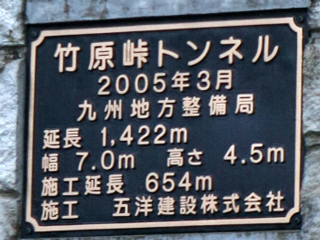 竹原峠トンネル
2005年3月
九州地方整備局
延長 1,422m
幅 7.0m 高さ 4.5m
施工延長 654m
施工 五洋建設株式会社